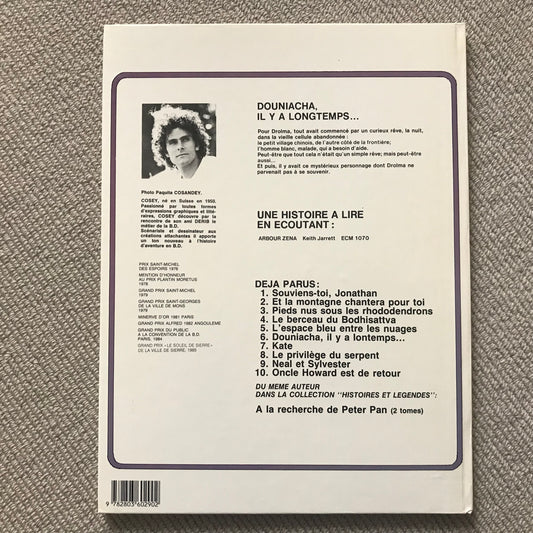 DOUNIACHA,
IL Y A LONGTEMPS...
Pour Drolma, tout avait commencé par un curieux rêve, la nuit,
dans la vieille cellule abandonnée :
le petit village chinois, de l'autre côté de la frontière;
l'homme blanc, malade, qui a besoin d'aide.
Peut-être que tout cela n'était qu'un simple rêve; mais peut-être
aussi...
Et puis, il y avait ce mystérieux personnage dont Drolma ne
parvenait pas à se souvenir.
Photo Paquita COSANDEY.
COSEY, né en Suisse en 1950.
Passionné par toutes formes
d'expressions graphiques et litté-
raires, COSEY découvre par la
rencontre de son ami DERIB le
métier de la B.D.
Scénariste et dessinateur aux
créations attachantes il apporte
un ton nouveau à l'histoire
d'aventure en B.D.
UNE HISTOIRE A LIRE
EN ECOUTANT :
ARBOUR ZENA Keith Jarrett ECM 1070
PRIX SAINT-MICHEL
DES ESPOIRS 1976
MENTION D'HONNEUR
AU PRIX PLANTIN MORETUS
1978
GRAND PRIX SAINT-MICHEL
1979
GRAND PRIX SAINT-GEORGES
DE LA VILLE DE MONS
1979
MINERVE D'OR 1981 PARIS
GRAND PRIX ALFRED 1982 ANGOULEME
GRAND PRIX DU PUBLIC
A LA CONVENTION DE LA B.D.
PARIS, 1984
GRAND PRIX «LE SOLEIL DE SIERRE»
DE LA VILLE DE SIERRE, 1985
DEJA PARUS :
1. Souviens-toi, Jonathan
2. Et la montagne chantera pour toi
3. Pieds nus sous les rhododendrons
4. Le berceau du Bodhisattva
5. L'espace bleu entre les nuages
6. Douniacha, il y a lontemps...
7. Kate
8. Le privilège du serpent
9. Neal et Sylvester
10. Oncle Howard est de retour
DU MEME AUTEUR
DANS LA COLLECTION "HISTOIRES ET LEGENDES":
A la recherche de Peter Pan (2 tomes)
9 782803 602902